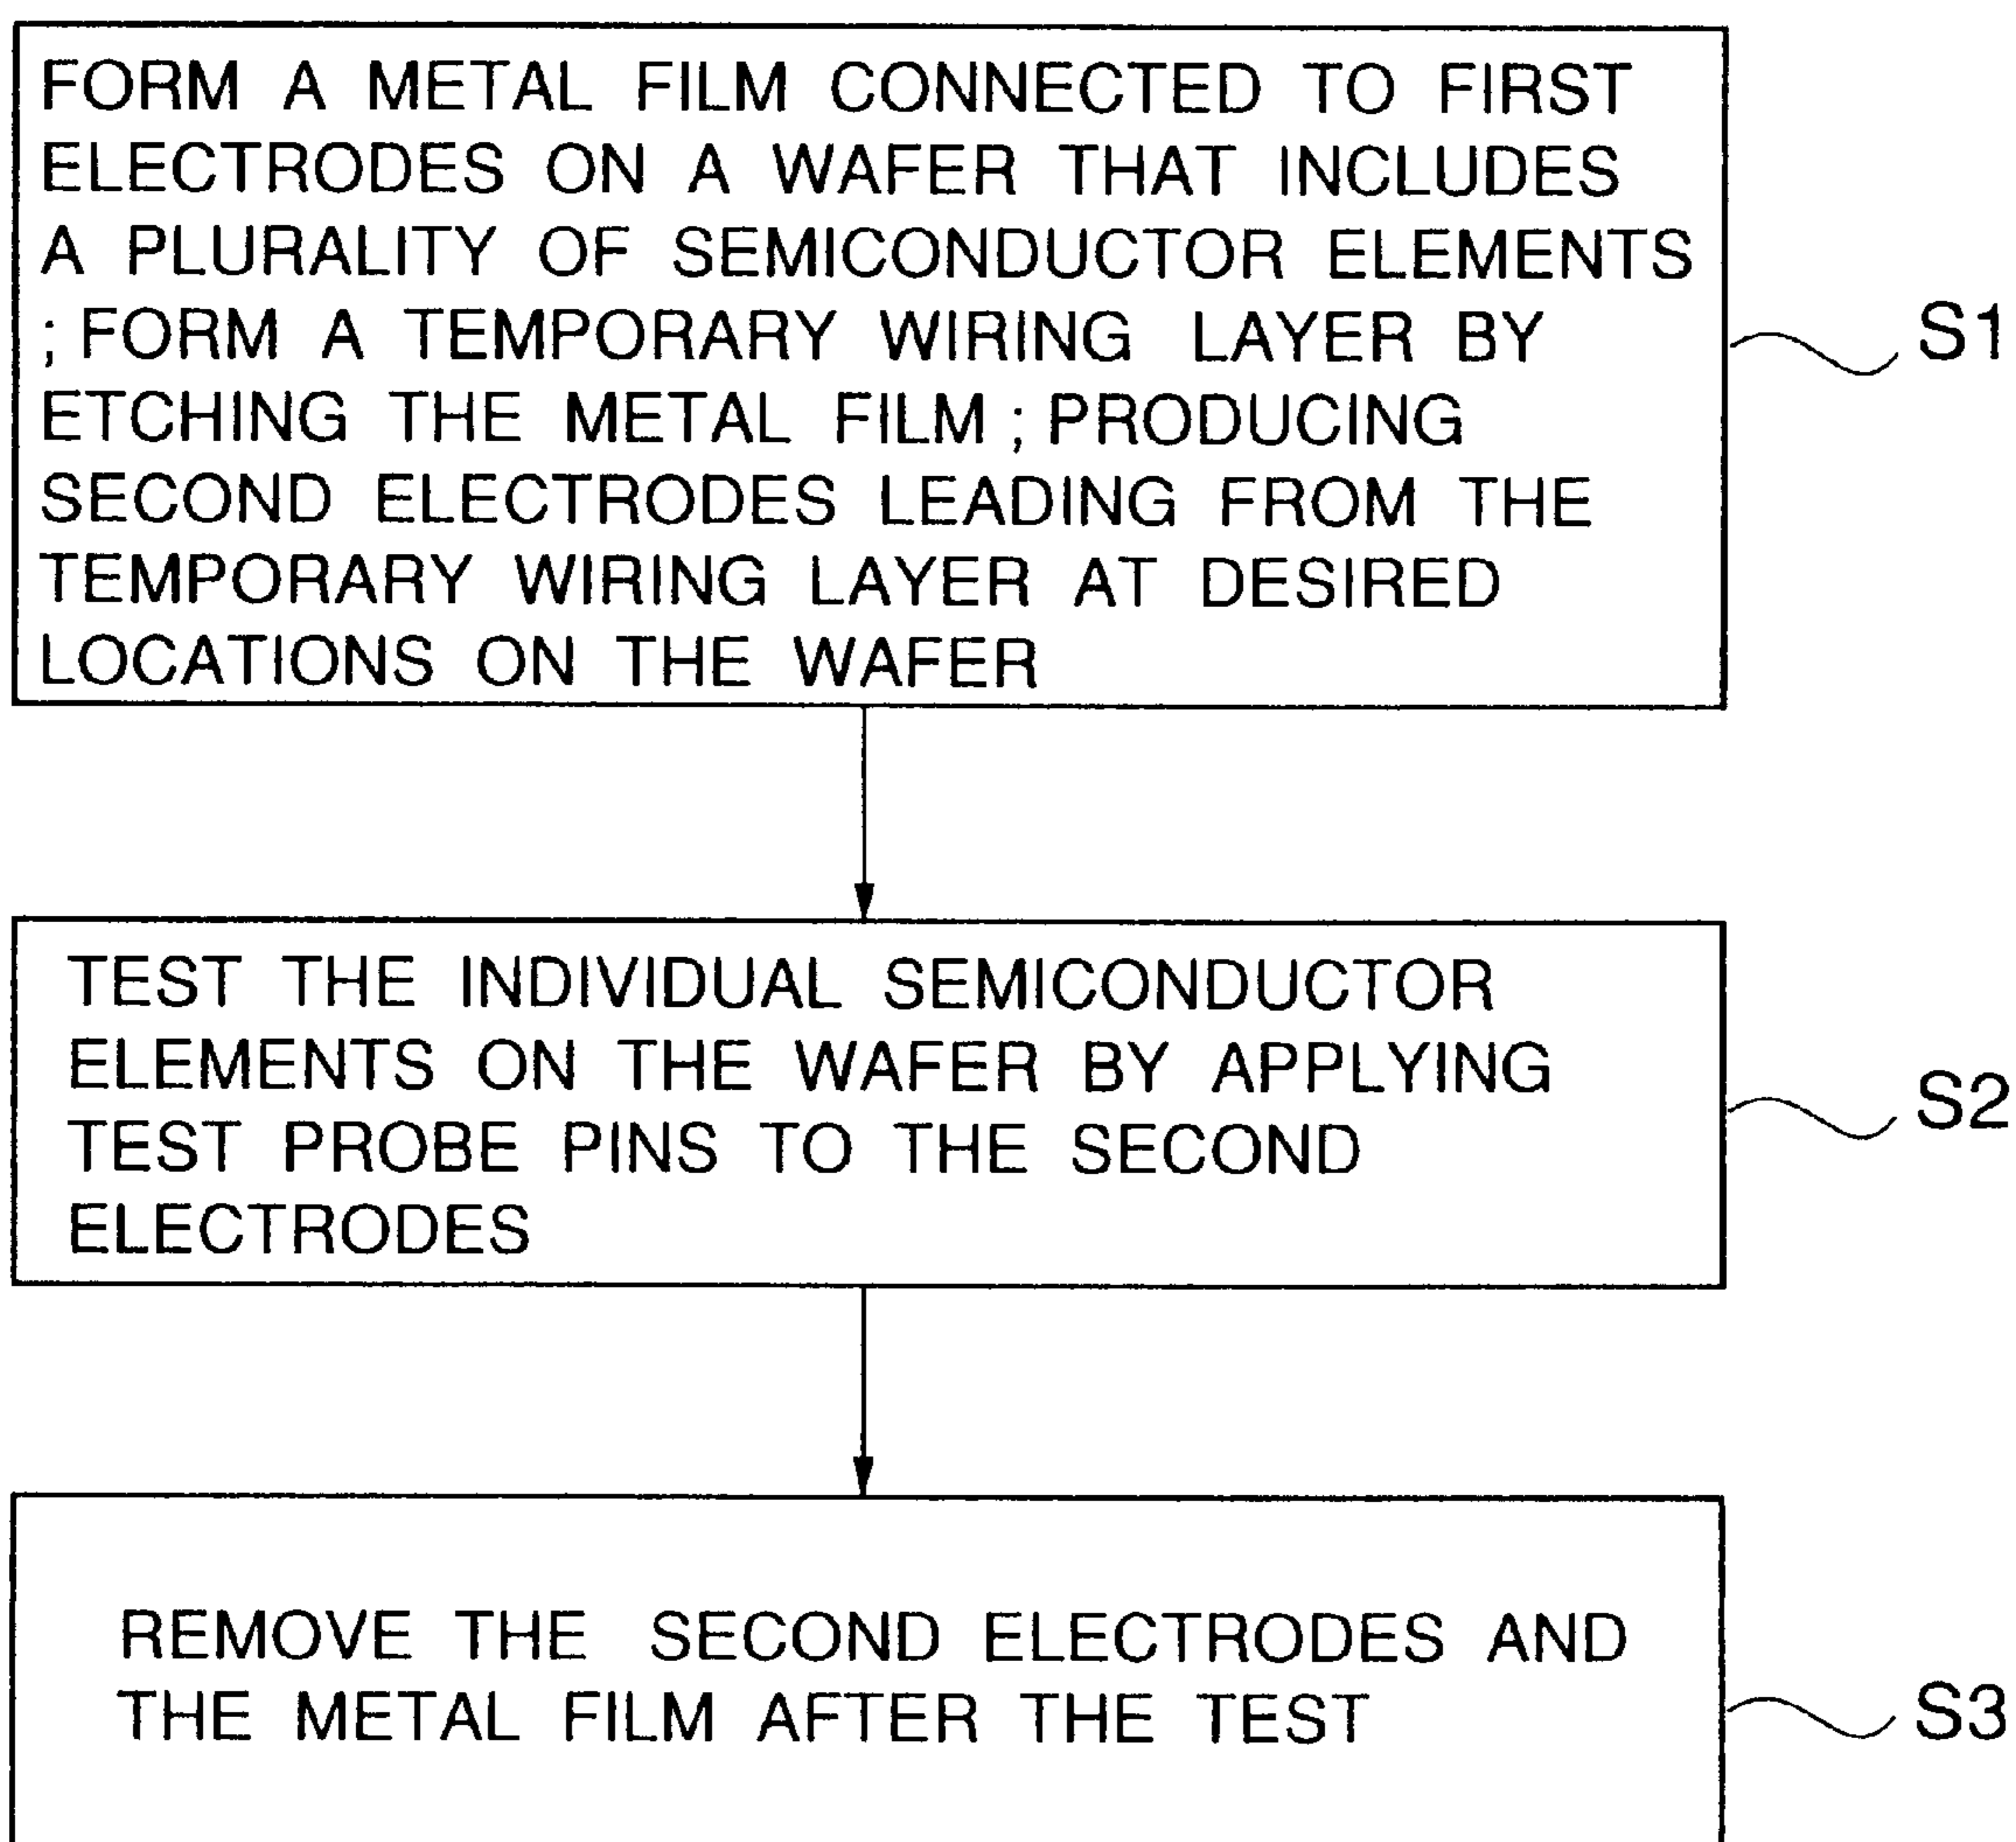 FORM A METAL FILM CONNECTED TO FIRST
ELECTRODES ON A WAFER THAT INCLUDES
A PLURALITY OF SEMICONDUCTOR ELEMENTS
; FORM A TEMPORARY WIRING LAYER BY
ETCHING THE METAL FILM ; PRODUCING
SECOND ELECTRODES LEADING FROM THE
TEMPORARY WIRING LAYER AT DESIRED
LOCATIONS ON THE WAFER
S1
TEST THE INDIVIDUAL SEMICONDUCTOR
ELEMENTS ON THE WAFER BY APPLYING
TEST PROBE PINS TO THE SECOND
ELECTRODES
S2
REMOVE THE SECOND ELECTRODES AND
THE METAL FILM AFTER THE TEST
S3